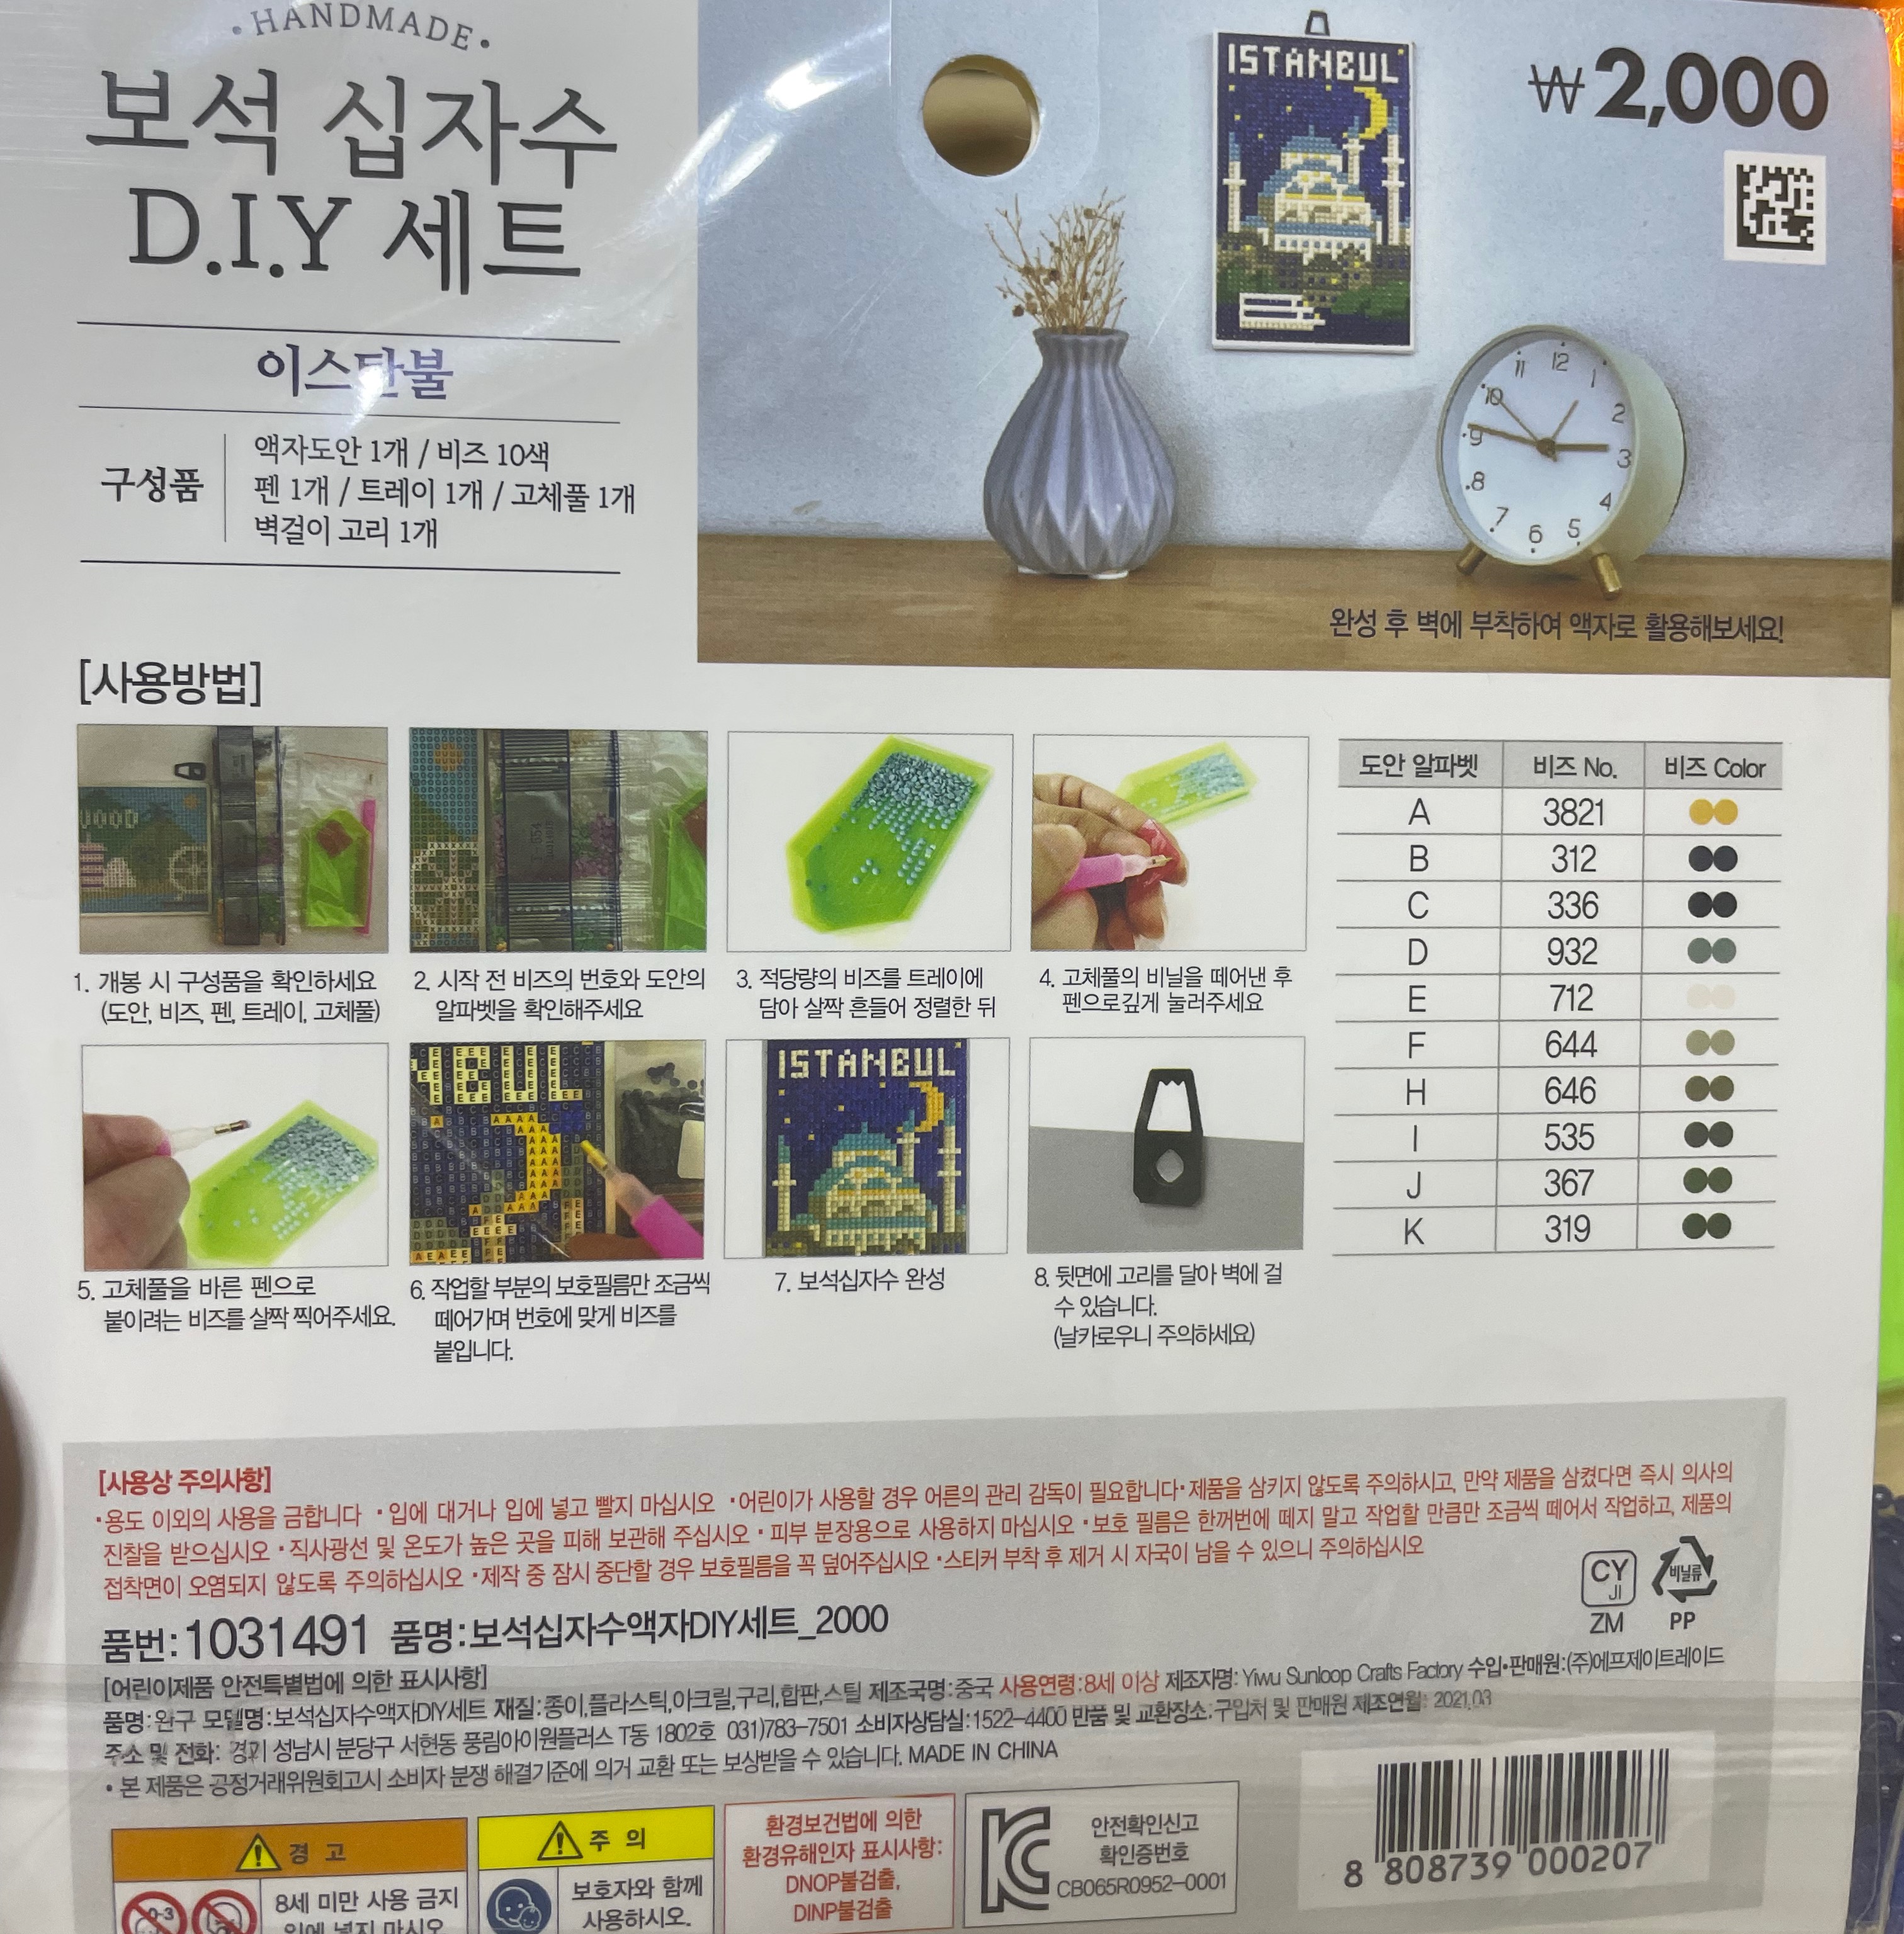 ·HANDMADE·
보석 십자수
D.I.Y 세트
이스탄불
구성품
액자도안 1개 / 비즈 10색
펜 1개 / 트레이 1개 / 고체풀 1개
벽걸이 고리 1개
ISTANBUL
₩2,000
11 12 1
10 2
9 3
8 4
7 6 5
완성 후 벽에 부착하여 액자로 활용해보세요!
[사용방법]
1. 개봉 시 구성품을 확인하세요
(도안, 비즈, 펜, 트레이, 고체풀)
2. 시작 전 비즈의 번호와 도안의
알파벳을 확인해주세요
3. 적당량의 비즈를 트레이에
담아 살짝 흔들어 정렬한 뒤
4. 고체풀의 비닐을 떼어낸 후
펜으로깊게 눌러주세요
ISTANBUL
5. 고체풀을 바른 펜으로
붙이려는 비즈를 살짝 찍어주세요.
6. 작업할 부분의 보호필름만 조금씩
떼어가며 번호에 맞게 비즈를
붙입니다.
7. 보석십자수 완성
8. 뒷면에 고리를 달아 벽에 걸
수 있습니다.
(날카로우니 주의하세요)
도안 알파벳 비즈 No. 비즈 Color
A 3821
B 312
C 336
D 932
E 712
F 644
H 646
I 535
J 367
K 319
[사용상 주의사항]
·용도 이외의 사용을 금합니다 ·입에 대거나 입에 넣고 빨지 마십시오 ·어린이가 사용할 경우 어른의 관리 감독이 필요합니다·제품을 삼키지 않도록 주의하시고, 만약 제품을 삼켰다면 즉시 의사의
진찰을 받으십시오 ·직사광선 및 온도가 높은 곳을 피해 보관해 주십시오 ·피부 분장용으로 사용하지 마십시오 ·보호 필름은 한꺼번에 떼지 말고 작업할 만큼만 조금씩 떼어서 작업하고, 제품의
접착면이 오염되지 않도록 주의하십시오 ·제작 중 잠시 중단할 경우 보호필름을 꼭 덮어주십시오 ·스티커 부착 후 제거 시 자국이 남을 수 있으니 주의하십시오
CY
JI
ZM
비닐류
PP
품번:1031491 품명:보석십자수액자DIY세트_2000
[어린이제품 안전특별법에 의한 표시사항]
품명:완구 모델명:보석십자수액자DIY세트 재질:종이,플라스틱,아크릴,구리,합판,스틸 제조국명:중국 사용연령:8세 이상 제조자명: Yiwu Sunloop Crafts Factory 수입•판매원:(주)에프제이트레이드
주소 및 전화: 경기 성남시 분당구 서현동 풍림아이원플러스 T동 1802호 031)783-7501 소비자상담실:1522-4400 반품 및 교환장소:구입처 및 판매원 제조연월: 2021.03
• 본 제품은 공정거래위원회고시 소비자 분쟁 해결기준에 의거 교환 또는 보상받을 수 있습니다. MADE IN CHINA
경 고
0-3
8세 미만 사용 금지
입에 넣지 마시오
주 의
보호자와 함께
사용하시오.
환경보건법에 의한
환경유해인자 표시사항:
DNOP불검출,
DINP불검출
안전확인신고
확인증번호
CB065R0952-0001
8 808739 000207